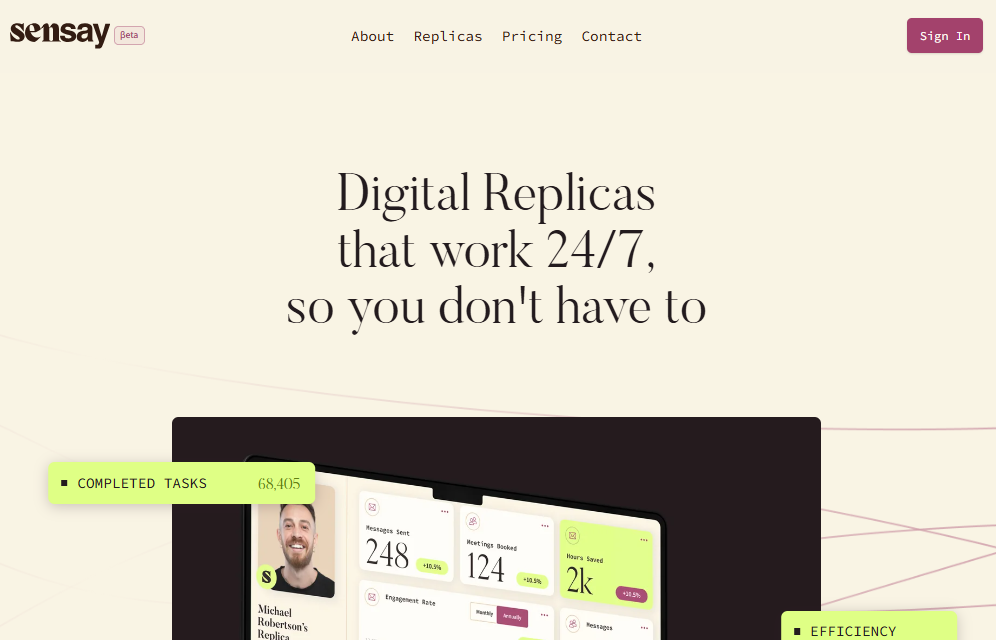 sensay βeta
About Replicas Pricing Contact
Sign In
Digital Replicas
that work 24/7,
so you don't have to
COMPLETED TASKS 68,405
Messages Sent
248 +10.5%
Meetings Booked
124 +10.5%
Hours Saved
2k +10.5%
S
Michael
Robertson's
Replica
Engagement Rate
Monthly Annually
Messages
EFFICIENCY